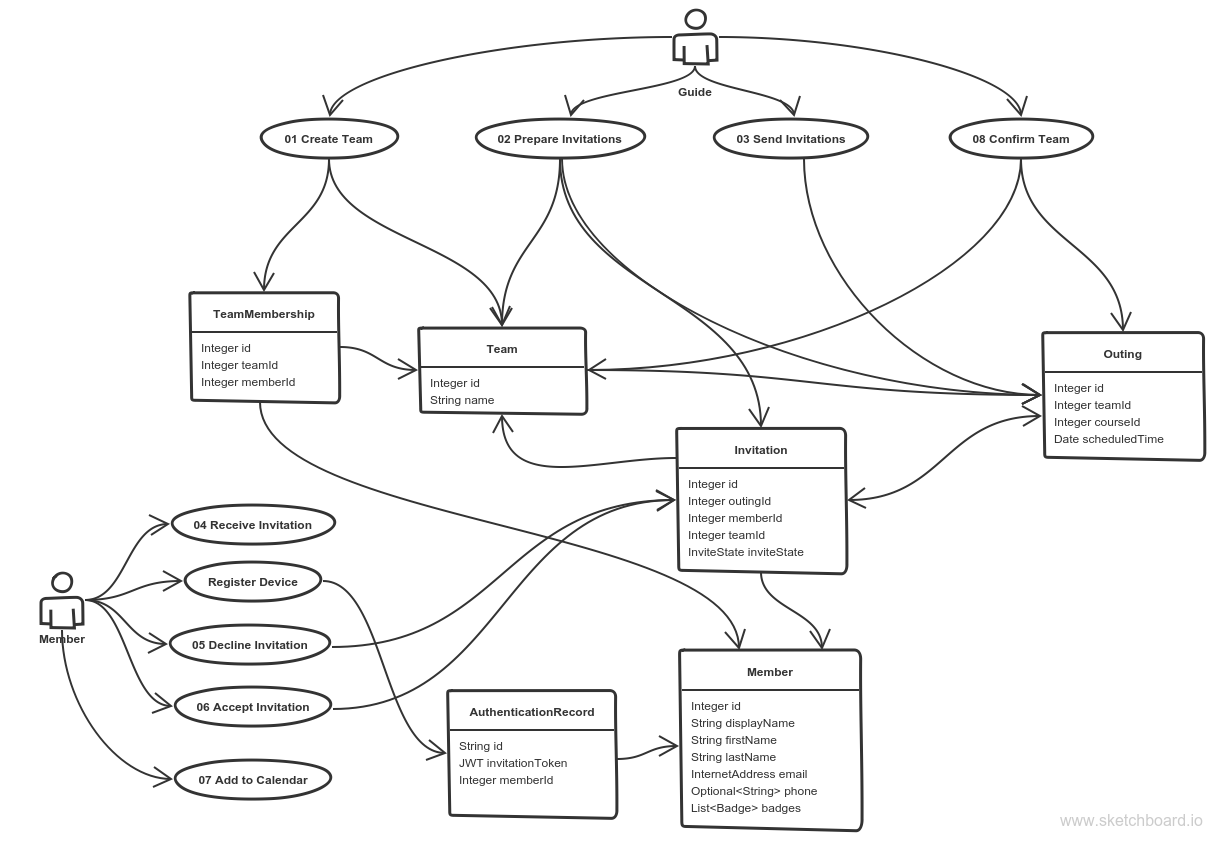 Guide
01 Create Team
02 Prepare Invitations
03 Send Invitations
08 Confirm Team
TeamMembership
Integer id
Integer teamId
Integer memberId
Team
Integer id
String name
Outing
Integer id
Integer teamId
Integer courseId
Date scheduledTime
Invitation
Integer id
Integer outingId
Integer memberId
Integer teamId
InviteState inviteState
04 Receive Invitation
Register Device
Member
05 Decline Invitation
06 Accept Invitation
07 Add to Calendar
AuthenticationRecord
String id
JWT invitationToken
Integer memberId
Member
Integer id
String displayName
String firstName
String lastName
InternetAddress email
Optional<String> phone
List<Badge> badges
www.sketchboard.io